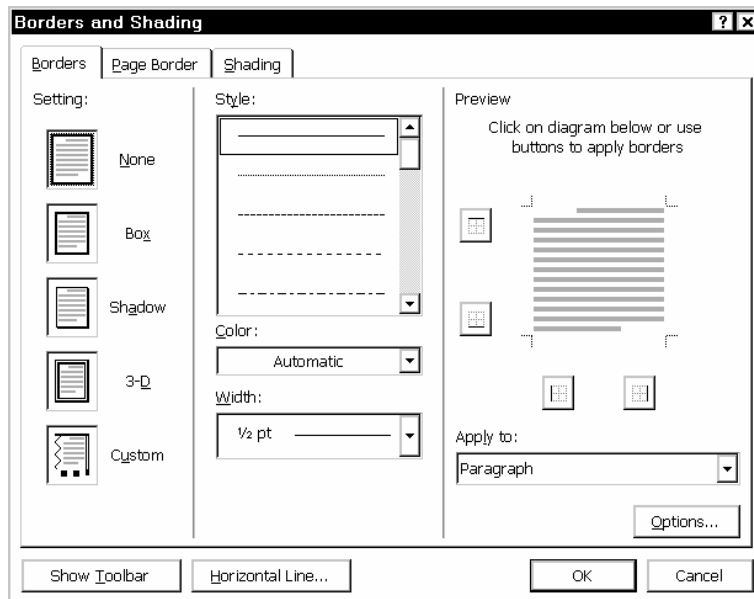 Borders and Shading
Borders
Page Border
Shading
Setting:
None
Box
Shadow
3-D
Custom
Style:
Color:
Automatic
Width:
½ pt
Preview
Click on diagram below or use
buttons to apply borders
Apply to:
Paragraph
Options...
Show Toolbar
Horizontal Line...
OK
Cancel